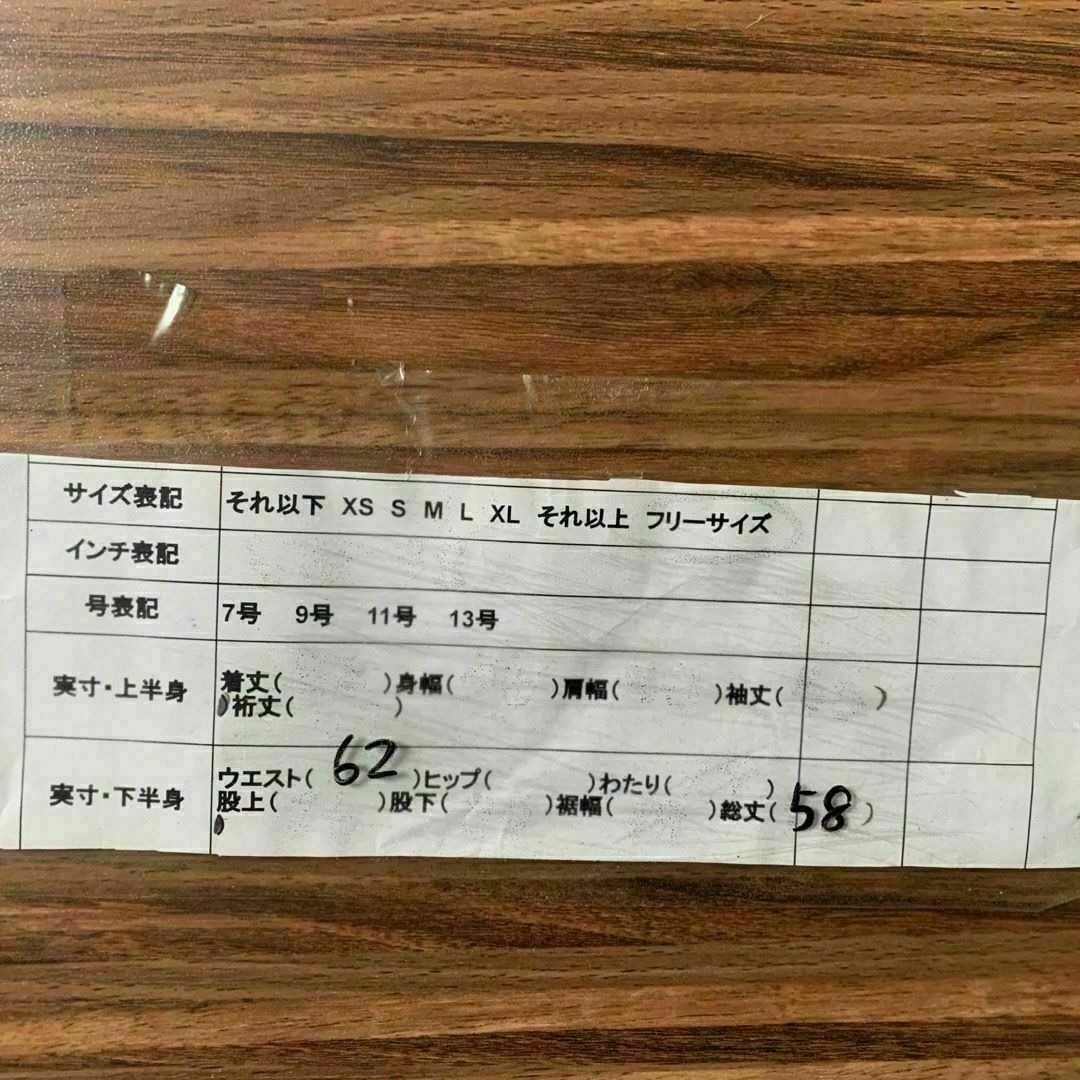 サイズ表記 それ以下 XS S M L XL それ以上 フリーサイズ
インチ表記
号表記 7号 9号 11号 13号
実寸・上半身 着丈( )身幅( )肩幅( )袖丈( )
裄丈( )
実寸・下半身 ウエスト( 62 )ヒップ( )わたり( )
股上( )股下( )裾幅( )総丈( 58 )